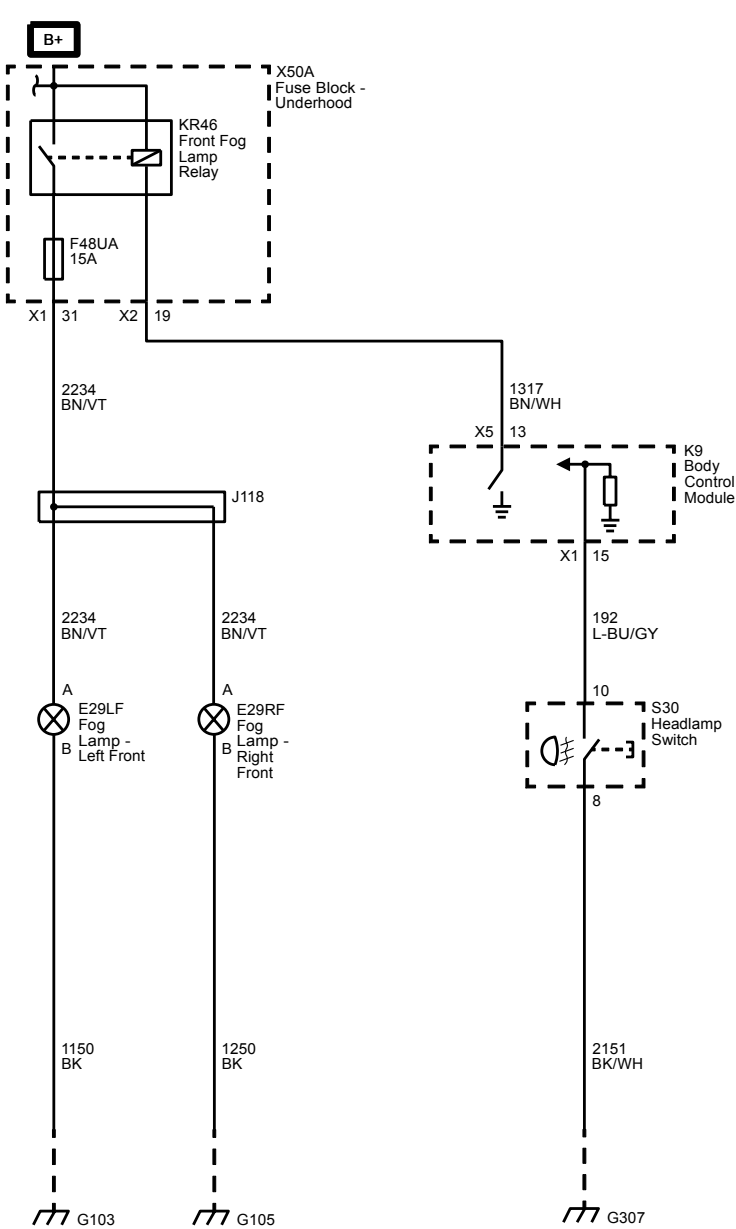 B+
X50A
Fuse Block -
Underhood
KR46
Front Fog
Lamp
Relay
F48UA
15A
X1 31
X2 19
2234
BN/VT
1317
BN/WH
X5 13
K9
Body
Control
Module
J118
X1 15
2234
BN/VT
2234
BN/VT
192
L-BU/GY
A
E29LF
Fog
Lamp -
Left Front
B
A
E29RF
Fog
Lamp -
Right
Front
B
10
S30
Headlamp
Switch
8
1150
BK
1250
BK
2151
BK/WH
G103
G105
G307